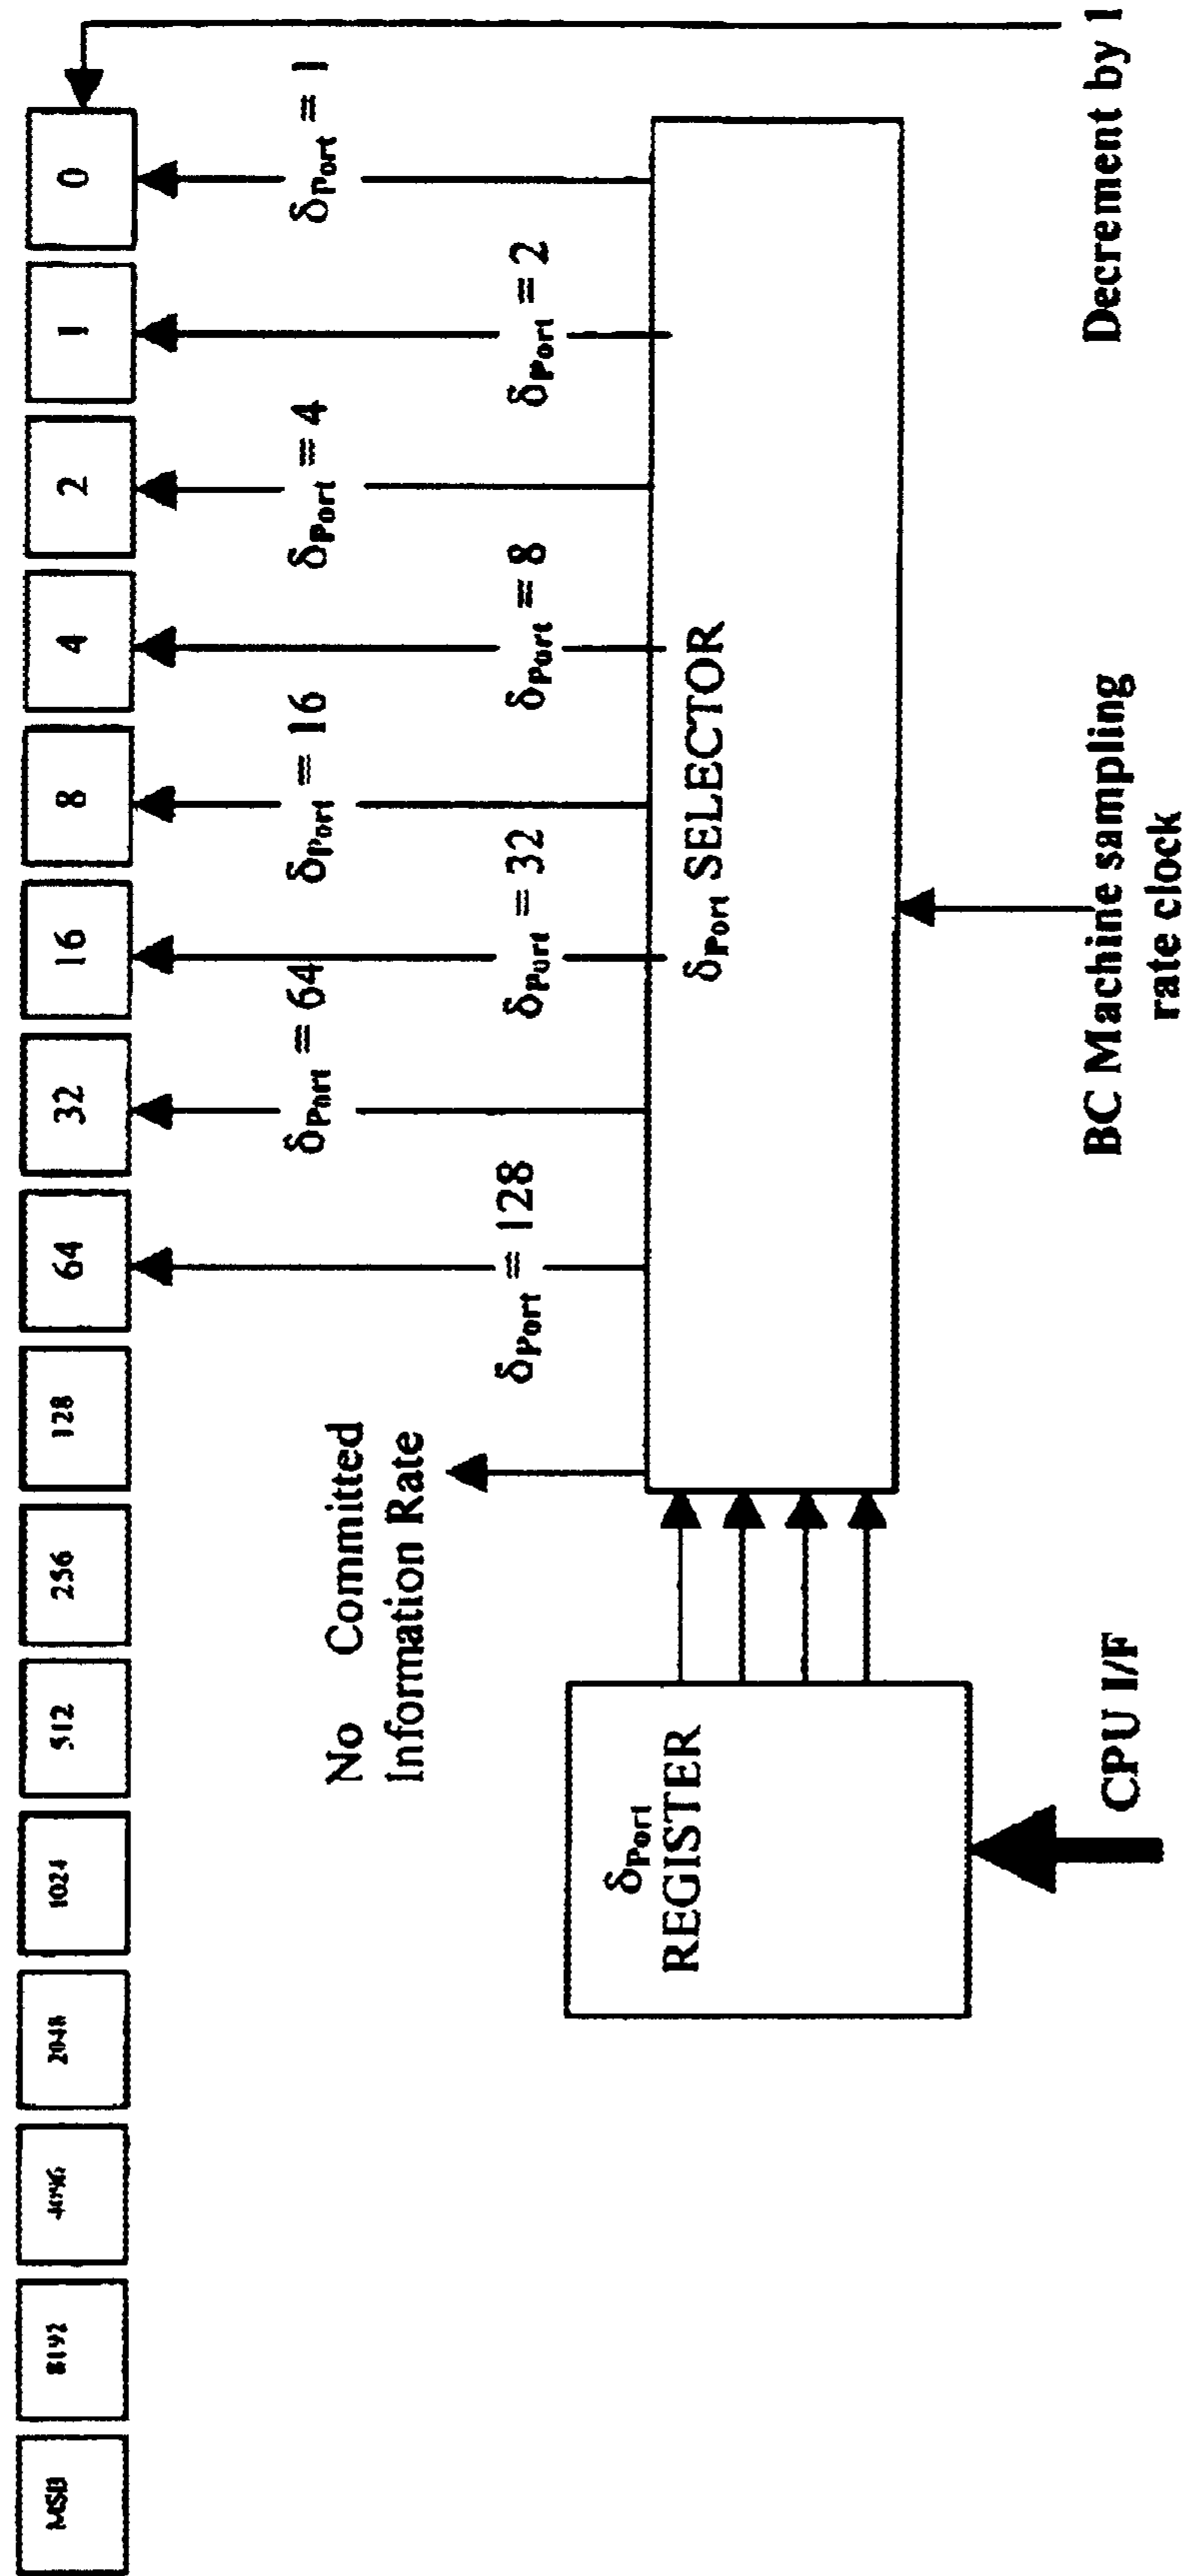 MSB 8192 4096 2048 1024 512 256 128 64 32 16 8 4 2 1 0
No Committed
Information Rate
δPort = 128
δPort = 64
δPort = 32
δPort = 16
δPort = 8
δPort = 4
δPort = 2
δPort = 1
δPort
REGISTER
δPort SELECTOR
CPU I/F
BC Machine sampling
rate clock
Decrement by 1